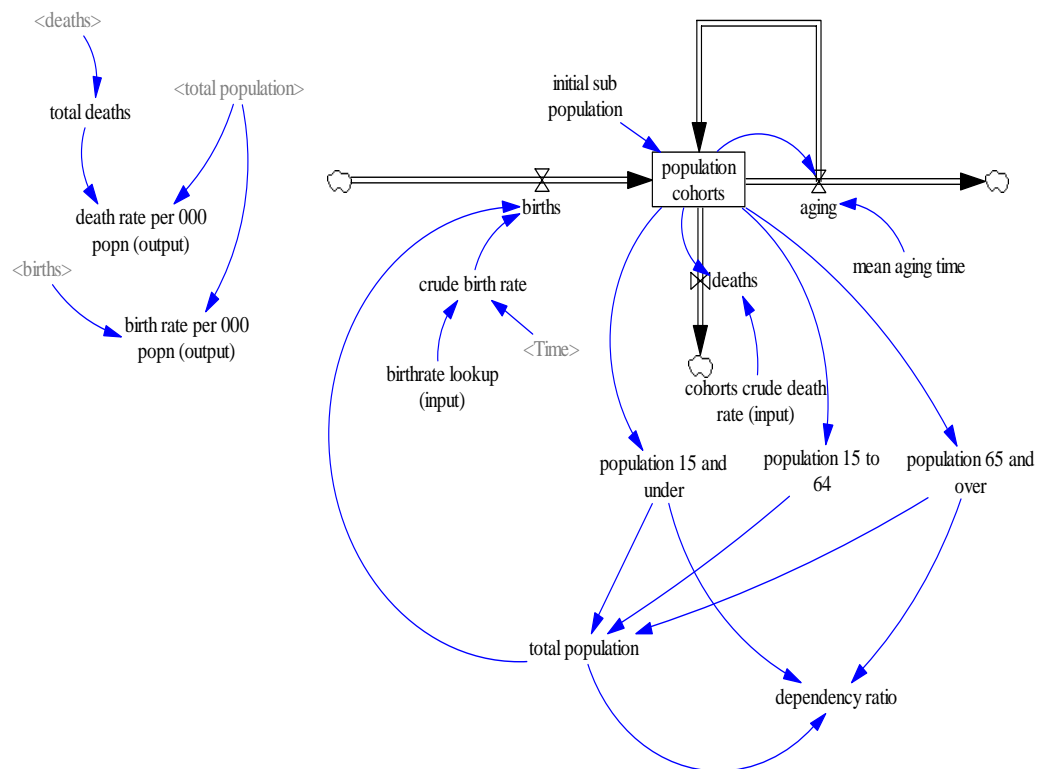 <deaths>
total deaths
<total population>
death rate per 000
popn (output)
<births>
birth rate per 000
popn (output)
initial sub
population
population
cohorts
births
aging
mean aging time
crude birth rate
<Time>
birthrate lookup
(input)
deaths
cohorts crude death
rate (input)
population 15 and
under
population 15 to
64
population 65 and
over
total population
dependency ratio